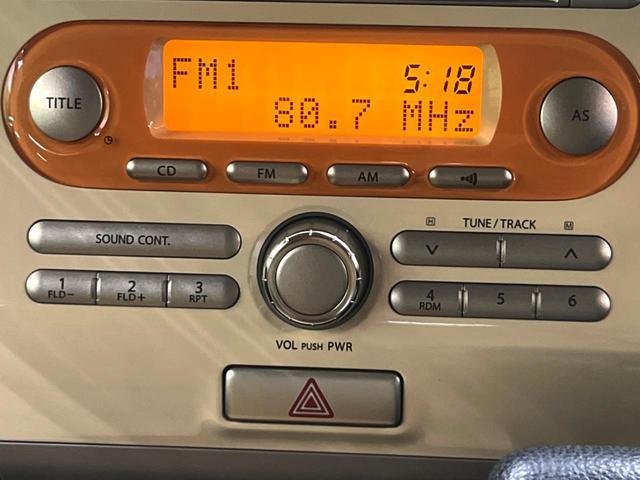 FM1 5:18
80.7 MHz
TITLE
AS
CD FM AM
H TUNE/TRACK M
SOUND CONT.
1 2 3
FLD- FLD+ RPT
4 5 6
RDM
VOL PUSH PWR